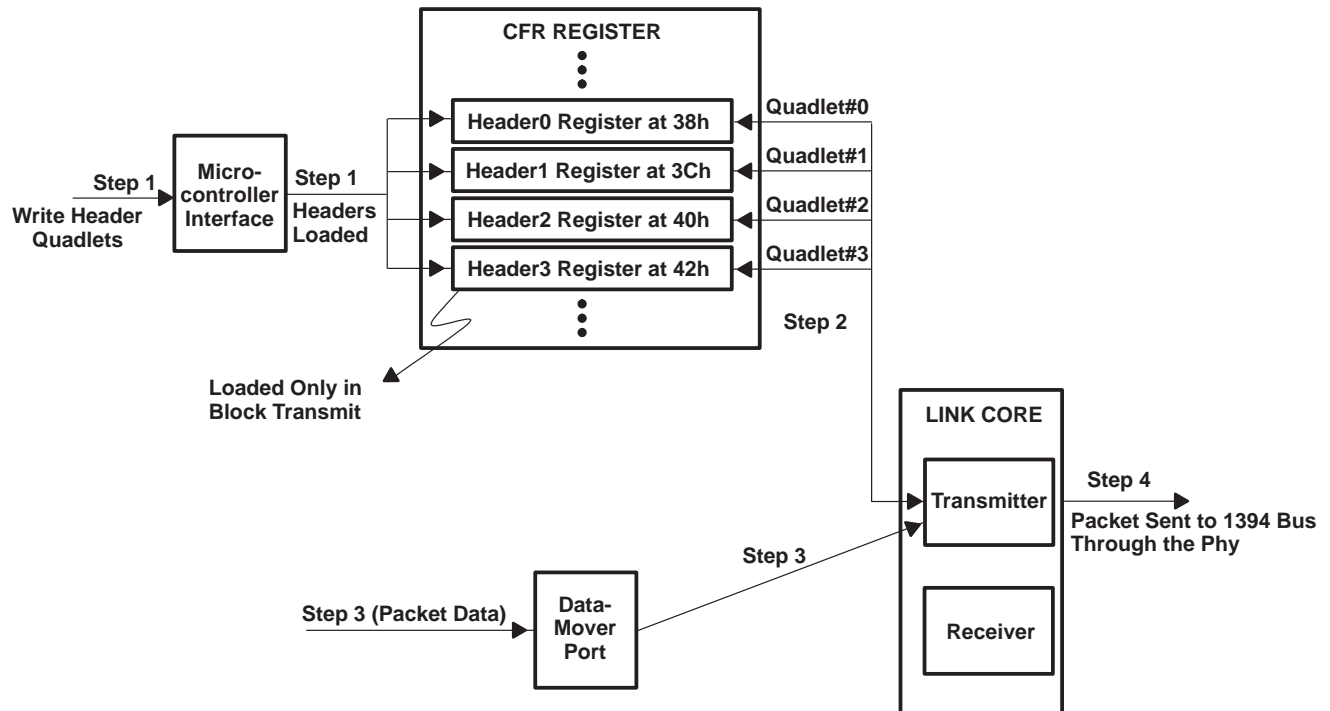 CFR REGISTER
Header0 Register at 38h
Quadlet#0
Header1 Register at 3Ch
Quadlet#1
Header2 Register at 40h
Quadlet#2
Header3 Register at 42h
Quadlet#3
Step 1
Write Header
Quadlets
Micro-
controller
Interface
Step 1
Headers
Loaded
Step 2
Loaded Only in
Block Transmit
LINK CORE
Transmitter
Step 4
Packet Sent to 1394 Bus
Through the Phy
Step 3
Step 3 (Packet Data)
Data-
Mover
Port
Receiver